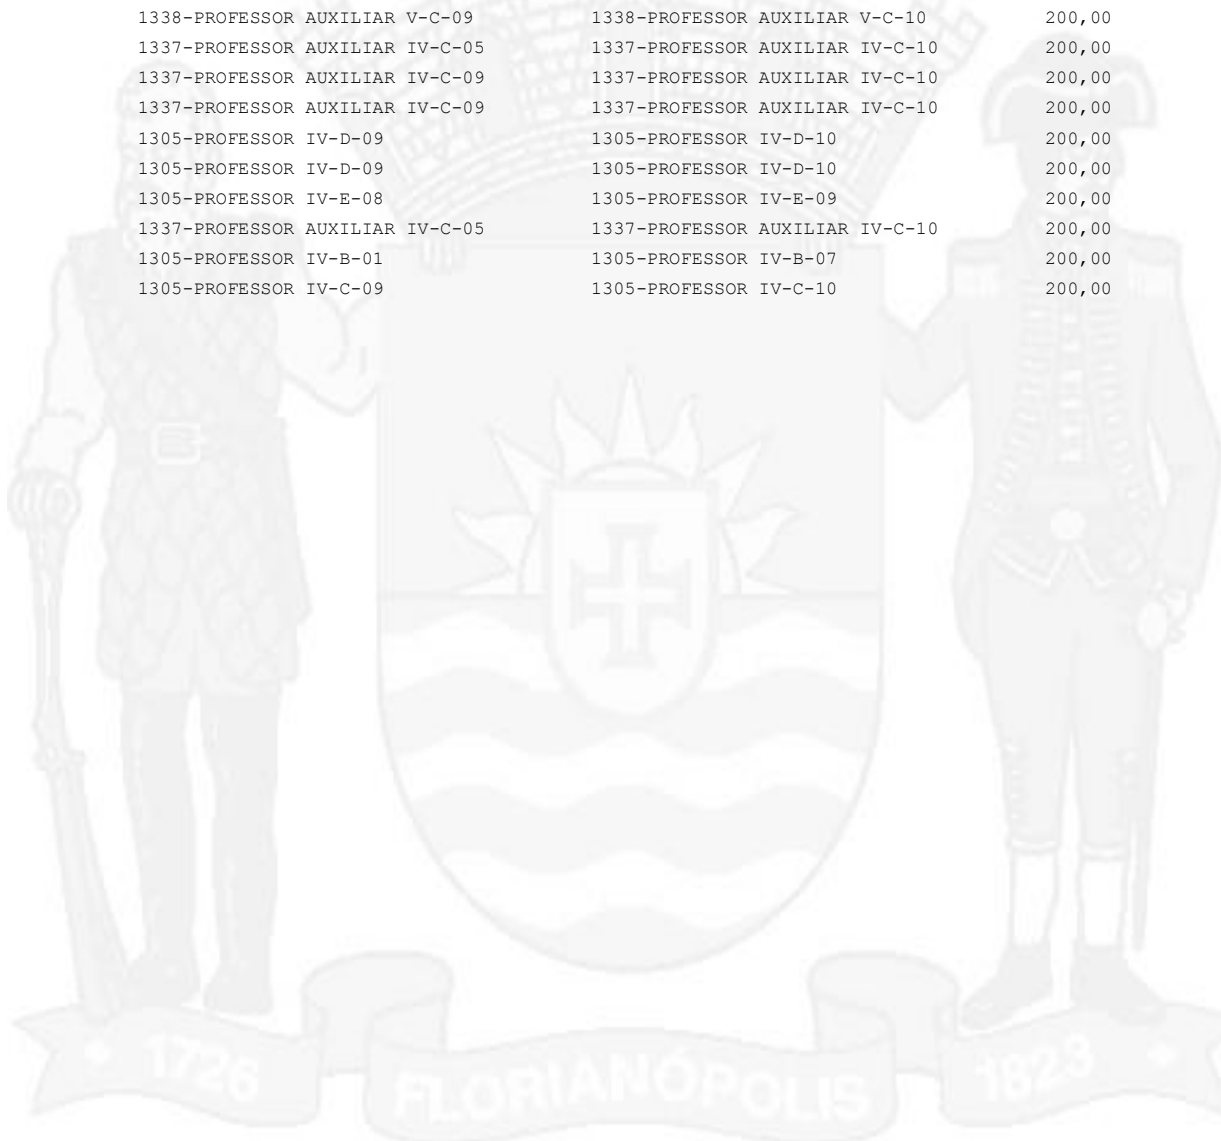 1338-PROFESSOR AUXILIAR V-C-09 1338-PROFESSOR AUXILIAR V-C-10 200,00
1337-PROFESSOR AUXILIAR IV-C-05 1337-PROFESSOR AUXILIAR IV-C-10 200,00
1337-PROFESSOR AUXILIAR IV-C-09 1337-PROFESSOR AUXILIAR IV-C-10 200,00
1337-PROFESSOR AUXILIAR IV-C-09 1337-PROFESSOR AUXILIAR IV-C-10 200,00
1305-PROFESSOR IV-D-09 1305-PROFESSOR IV-D-10 200,00
1305-PROFESSOR IV-D-09 1305-PROFESSOR IV-D-10 200,00
1305-PROFESSOR IV-E-08 1305-PROFESSOR IV-E-09 200,00
1337-PROFESSOR AUXILIAR IV-C-05 1337-PROFESSOR AUXILIAR IV-C-10 200,00
1305-PROFESSOR IV-B-01 1305-PROFESSOR IV-B-07 200,00
1305-PROFESSOR IV-C-09 1305-PROFESSOR IV-C-10 200,00
1726 FLORIANÓPOLIS 1823